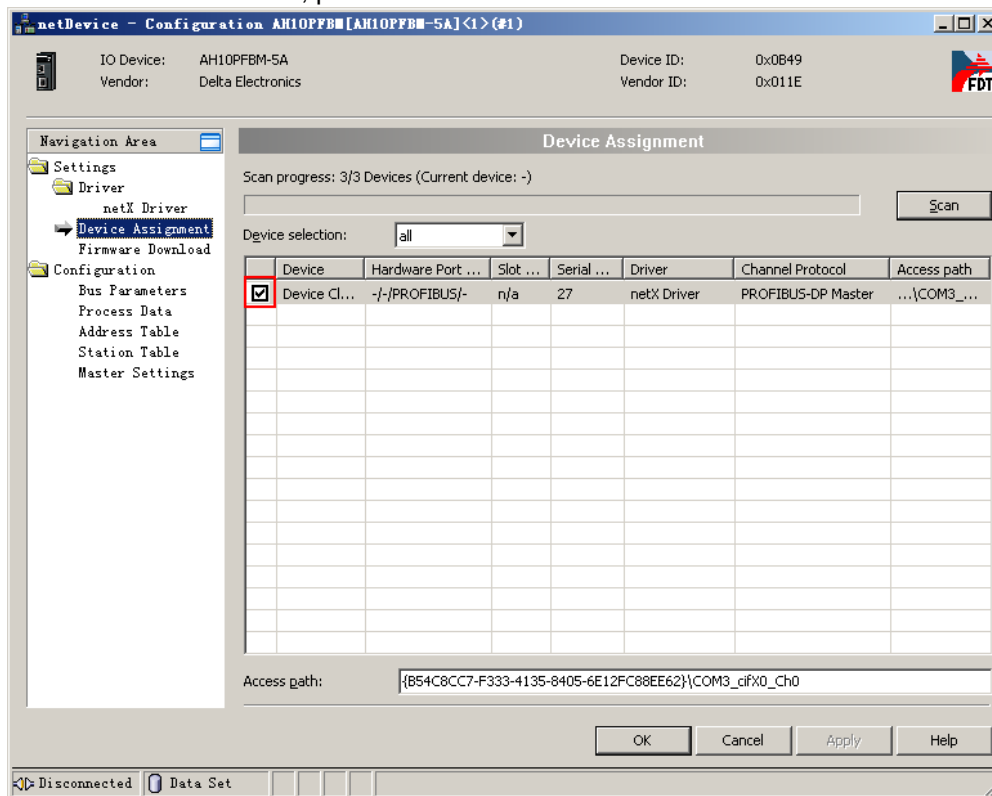 netDevice - Configuration AH10PFBM[AH10PFBM-5A]<1>(#1)
IO Device: AH10PFBM-5A Device ID: 0x0B49
Vendor: Delta Electronics Vendor ID: 0x011E
FDT
Navigation Area
Settings
Driver
netX Driver
Device Assignment
Firmware Download
Configuration
Bus Parameters
Process Data
Address Table
Station Table
Master Settings
Device Assignment
Scan progress: 3/3 Devices (Current device: -)
Scan
Device selection: all
Device Hardware Port ... Slot ... Serial ... Driver Channel Protocol Access path
Device Cl... -/-/PROFIBUS/- n/a 27 netX Driver PROFIBUS-DP Master ...\COM3_...
Access path: {B54C8CC7-F333-4135-8405-6E12FC88EE62}\COM3_cifX0_Ch0
OK Cancel Apply Help
Disconnected Data Set